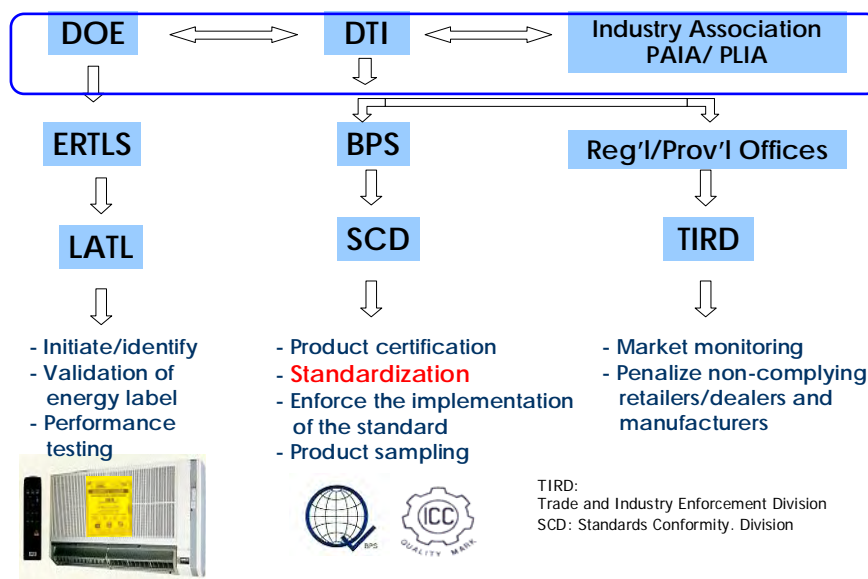 DOE
DTI
Industry Association
PAIA/ PLIA
ERTLS
BPS
Reg'l/Prov'l Offices
LATL
SCD
TIRD
- Initiate/identify
- Validation of
energy label
- Performance
testing
- Product certification
- Standardization
- Enforce the implementation
of the standard
- Product sampling
- Market monitoring
- Penalize non-complying
retailers/dealers and
manufacturers
BPS
ICC
QUALITY MARK
TIRD:
Trade and Industry Enforcement Division
SCD: Standards Conformity. Division